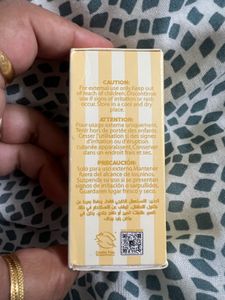 CAUTION:
For external use only Keep out
of reach of children. Discontinue
use if signs of irritation or rash
occur. Store in a cool and dry
place.
ATTENTION:
Pour usage externe uniquement.
Tenir hors de portée des enfants.
Cesser l'utilisation si des signes
d'irritation ou d'éruption
cutanée apparaissent. Conserver
dans un endroit frais et sec.
PRECAUCIÓN:
Solo para uso externo.Mantener
fuera del alcance de los niños.
Suspenda su uso si se presentan
signos de irritación o sarpullidos.
Guardar en lugar fresco y seco.
Cruelty Free